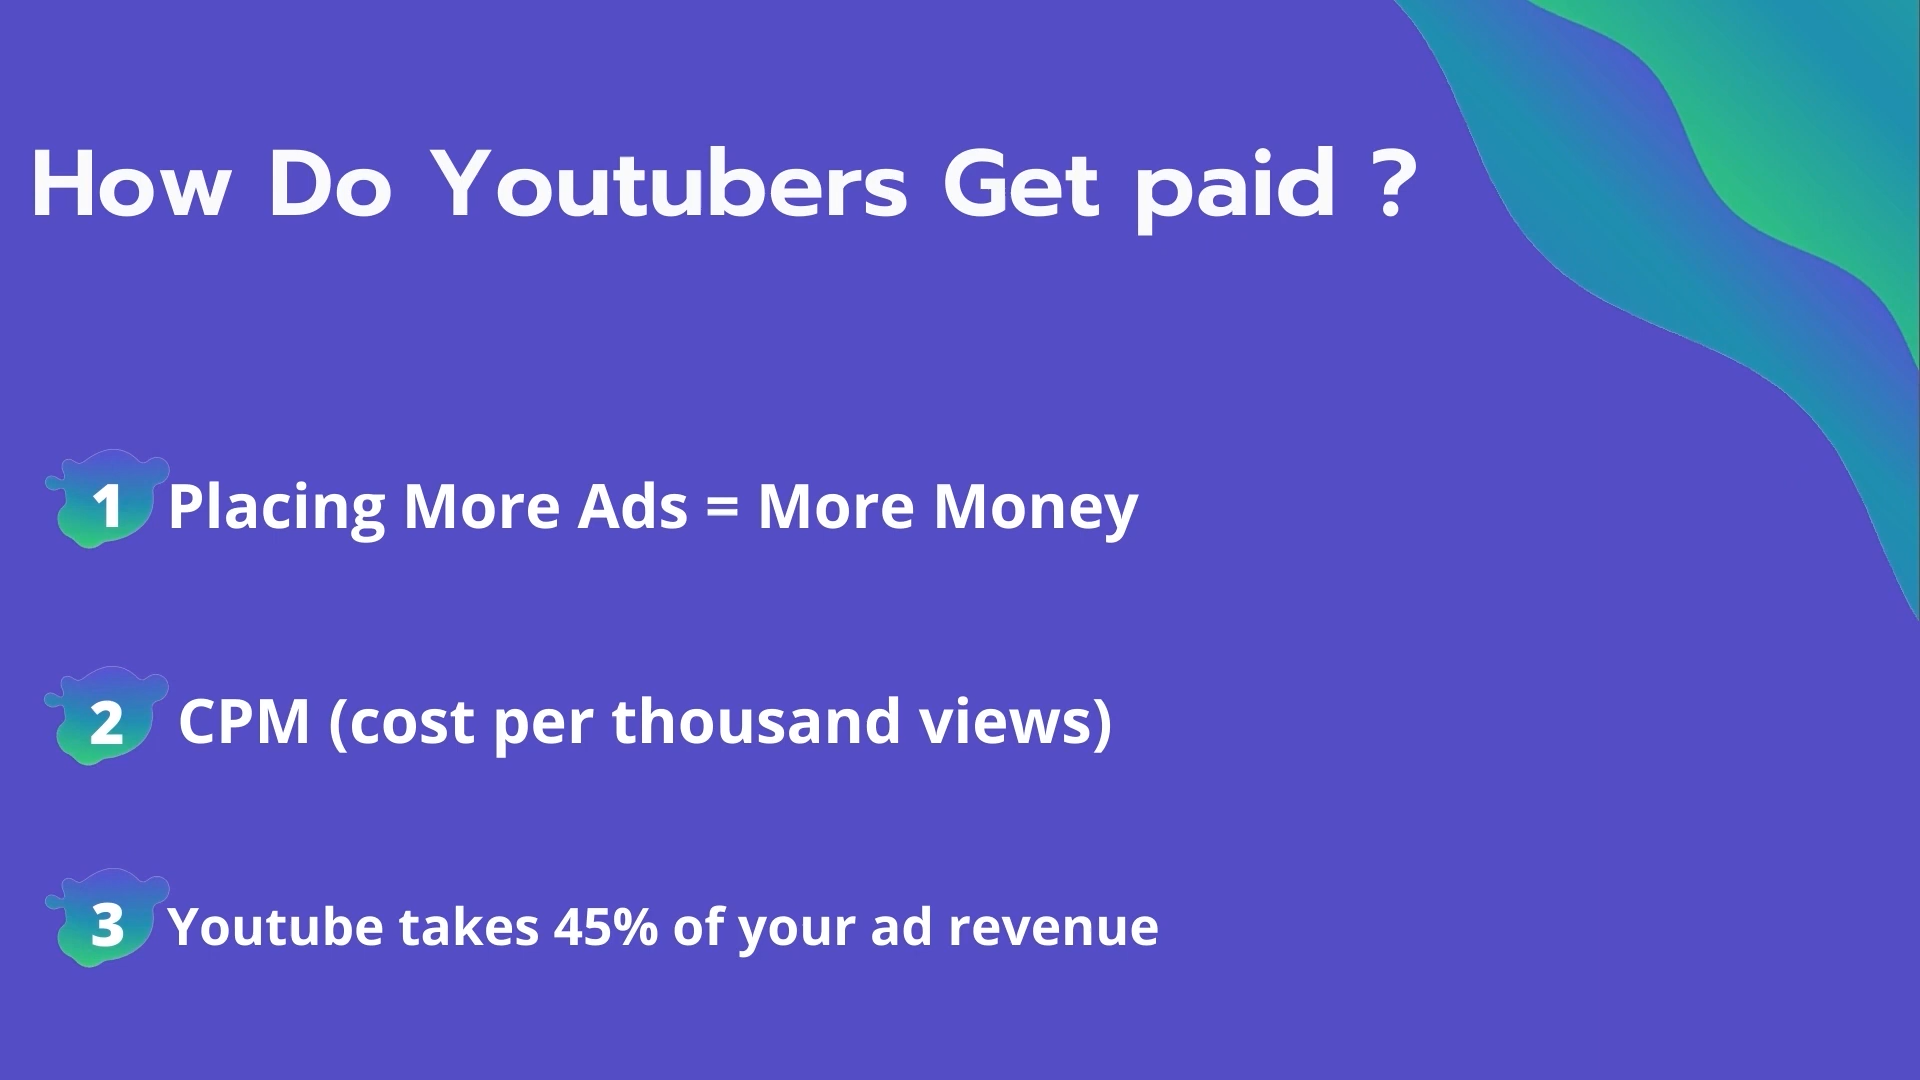 How Do Youtubers Get paid ?
1 Placing More Ads = More Money
2 CPM (cost per thousand views)
3 Youtube takes 45% of your ad revenue